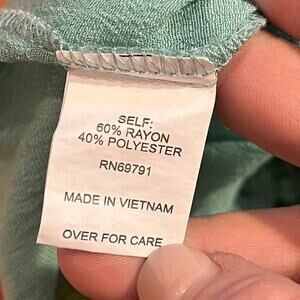 SELF:
60% RAYON
40% POLYESTER
RN69791
MADE IN VIETNAM
OVER FOR CARE